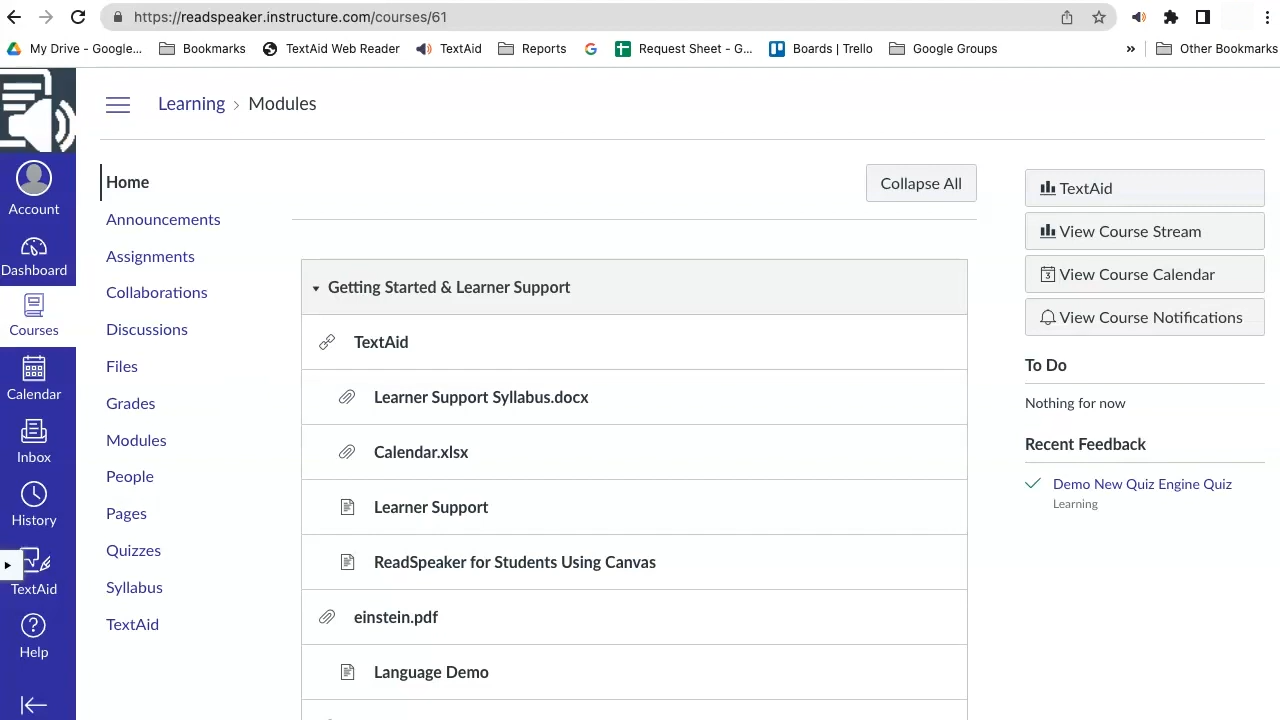 https://readspeaker.instructure.com/courses/61
My Drive - Google...
Bookmarks
TextAid Web Reader
TextAid
Reports
Request Sheet - G...
Boards | Trello
Google Groups
»
Other Bookmarks
Learning › Modules
Account
Dashboard
Courses
Calendar
Inbox
History
TextAid
Help
Home
Announcements
Assignments
Collaborations
Discussions
Files
Grades
Modules
People
Pages
Quizzes
Syllabus
TextAid
Collapse All
Getting Started & Learner Support
TextAid
Learner Support Syllabus.docx
Calendar.xlsx
Learner Support
ReadSpeaker for Students Using Canvas
einstein.pdf
Language Demo
TextAid
View Course Stream
3 View Course Calendar
View Course Notifications
To Do
Nothing for now
Recent Feedback
Demo New Quiz Engine Quiz
Learning